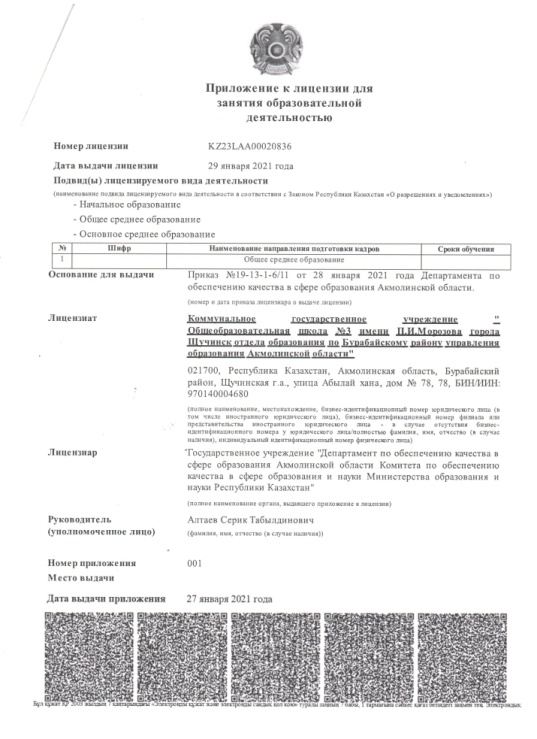 Приложение к лицензии для
занятия образовательной
деятельностью
Номер лицензии KZ23LAA00020836
Дата выдачи лицензии 29 января 2021 года
Подвид(ы) лицензируемого вида деятельности
(наименование подвида лицензируемого вида деятельности в соответствии с Законом Республики Казахстан «О разрешениях и уведомлениях»)
- Начальное образование
- Общее среднее образование
- Основное среднее образование
№ Шифр Наименование направления подготовки кадров Сроки обучения
1 Общее среднее образование
Основание для выдачи Приказ №19-13-1-6/11 от 28 января 2021 года Департамента по
обеспечению качества в сфере образования Акмолинской области.
(номер и дата приказа лицензиара о выдаче лицензии)
Лицензиат Коммунальное государственное учреждение "
Общеобразовательная школа №3 имени П.И.Морозова города
Щучинск отдела образования по Бурабайскому району управления
образования Акмолинской области"
021700, Республика Казахстан, Акмолинская область, Бурабайский
район, Щучинская г.а., улица Абылай хана, дом № 78, 78, БИН/ИИН:
970140004680
(полное наименование, местонахождение, бизнес-идентификационный номер юридического лица (в
том числе иностранного юридического лица), бизнес-идентификационный номер филиала или
представительства иностранного юридического лица - в случае отсутствия бизнес-
идентификационного номера у юридического лица/полностью фамилия, имя, отчество (в случае
наличия), индивидуальный идентификационный номер физического лица)
Лицензиар "Государственное учреждение "Департамент по обеспечению качества в
сфере образования Акмолинской области Комитета по обеспечению
качества в сфере образования и науки Министерства образования и
науки Республики Казахстан"
(полное наименование органа, выдавшего приложение к лицензии)
Руководитель Алтаев Серик Табылдинович
(уполномоченное лицо) (фамилия, имя, отчество (в случае наличия))
Номер приложения 001
Место выдачи
Дата выдачи приложения 27 января 2021 года
Бұл құжат ҚР 2003 жылдың 7 қаңтарындағы «Электронды құжат және электронды сандық қол қою» туралы заңның 7 бабы, 1 тармағына сәйкес қағаз бетіндегі заңмен тең. Электрондық